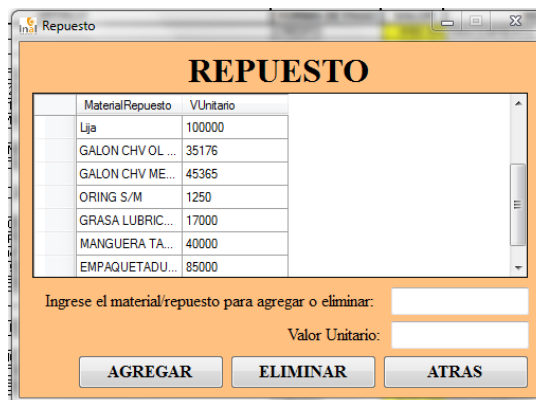 Inal Repuesto
REPUESTO
MaterialRepuesto VUnitario
Lija 100000
GALON CHV OL ... 35176
GALON CHV ME... 45365
ORING S/M 1250
GRASA LUBRIC... 17000
MANGUERA TA... 40000
EMPAQUETADU... 85000
Ingrese el material/repuesto para agregar o eliminar:
Valor Unitario:
AGREGAR ELIMINAR ATRAS